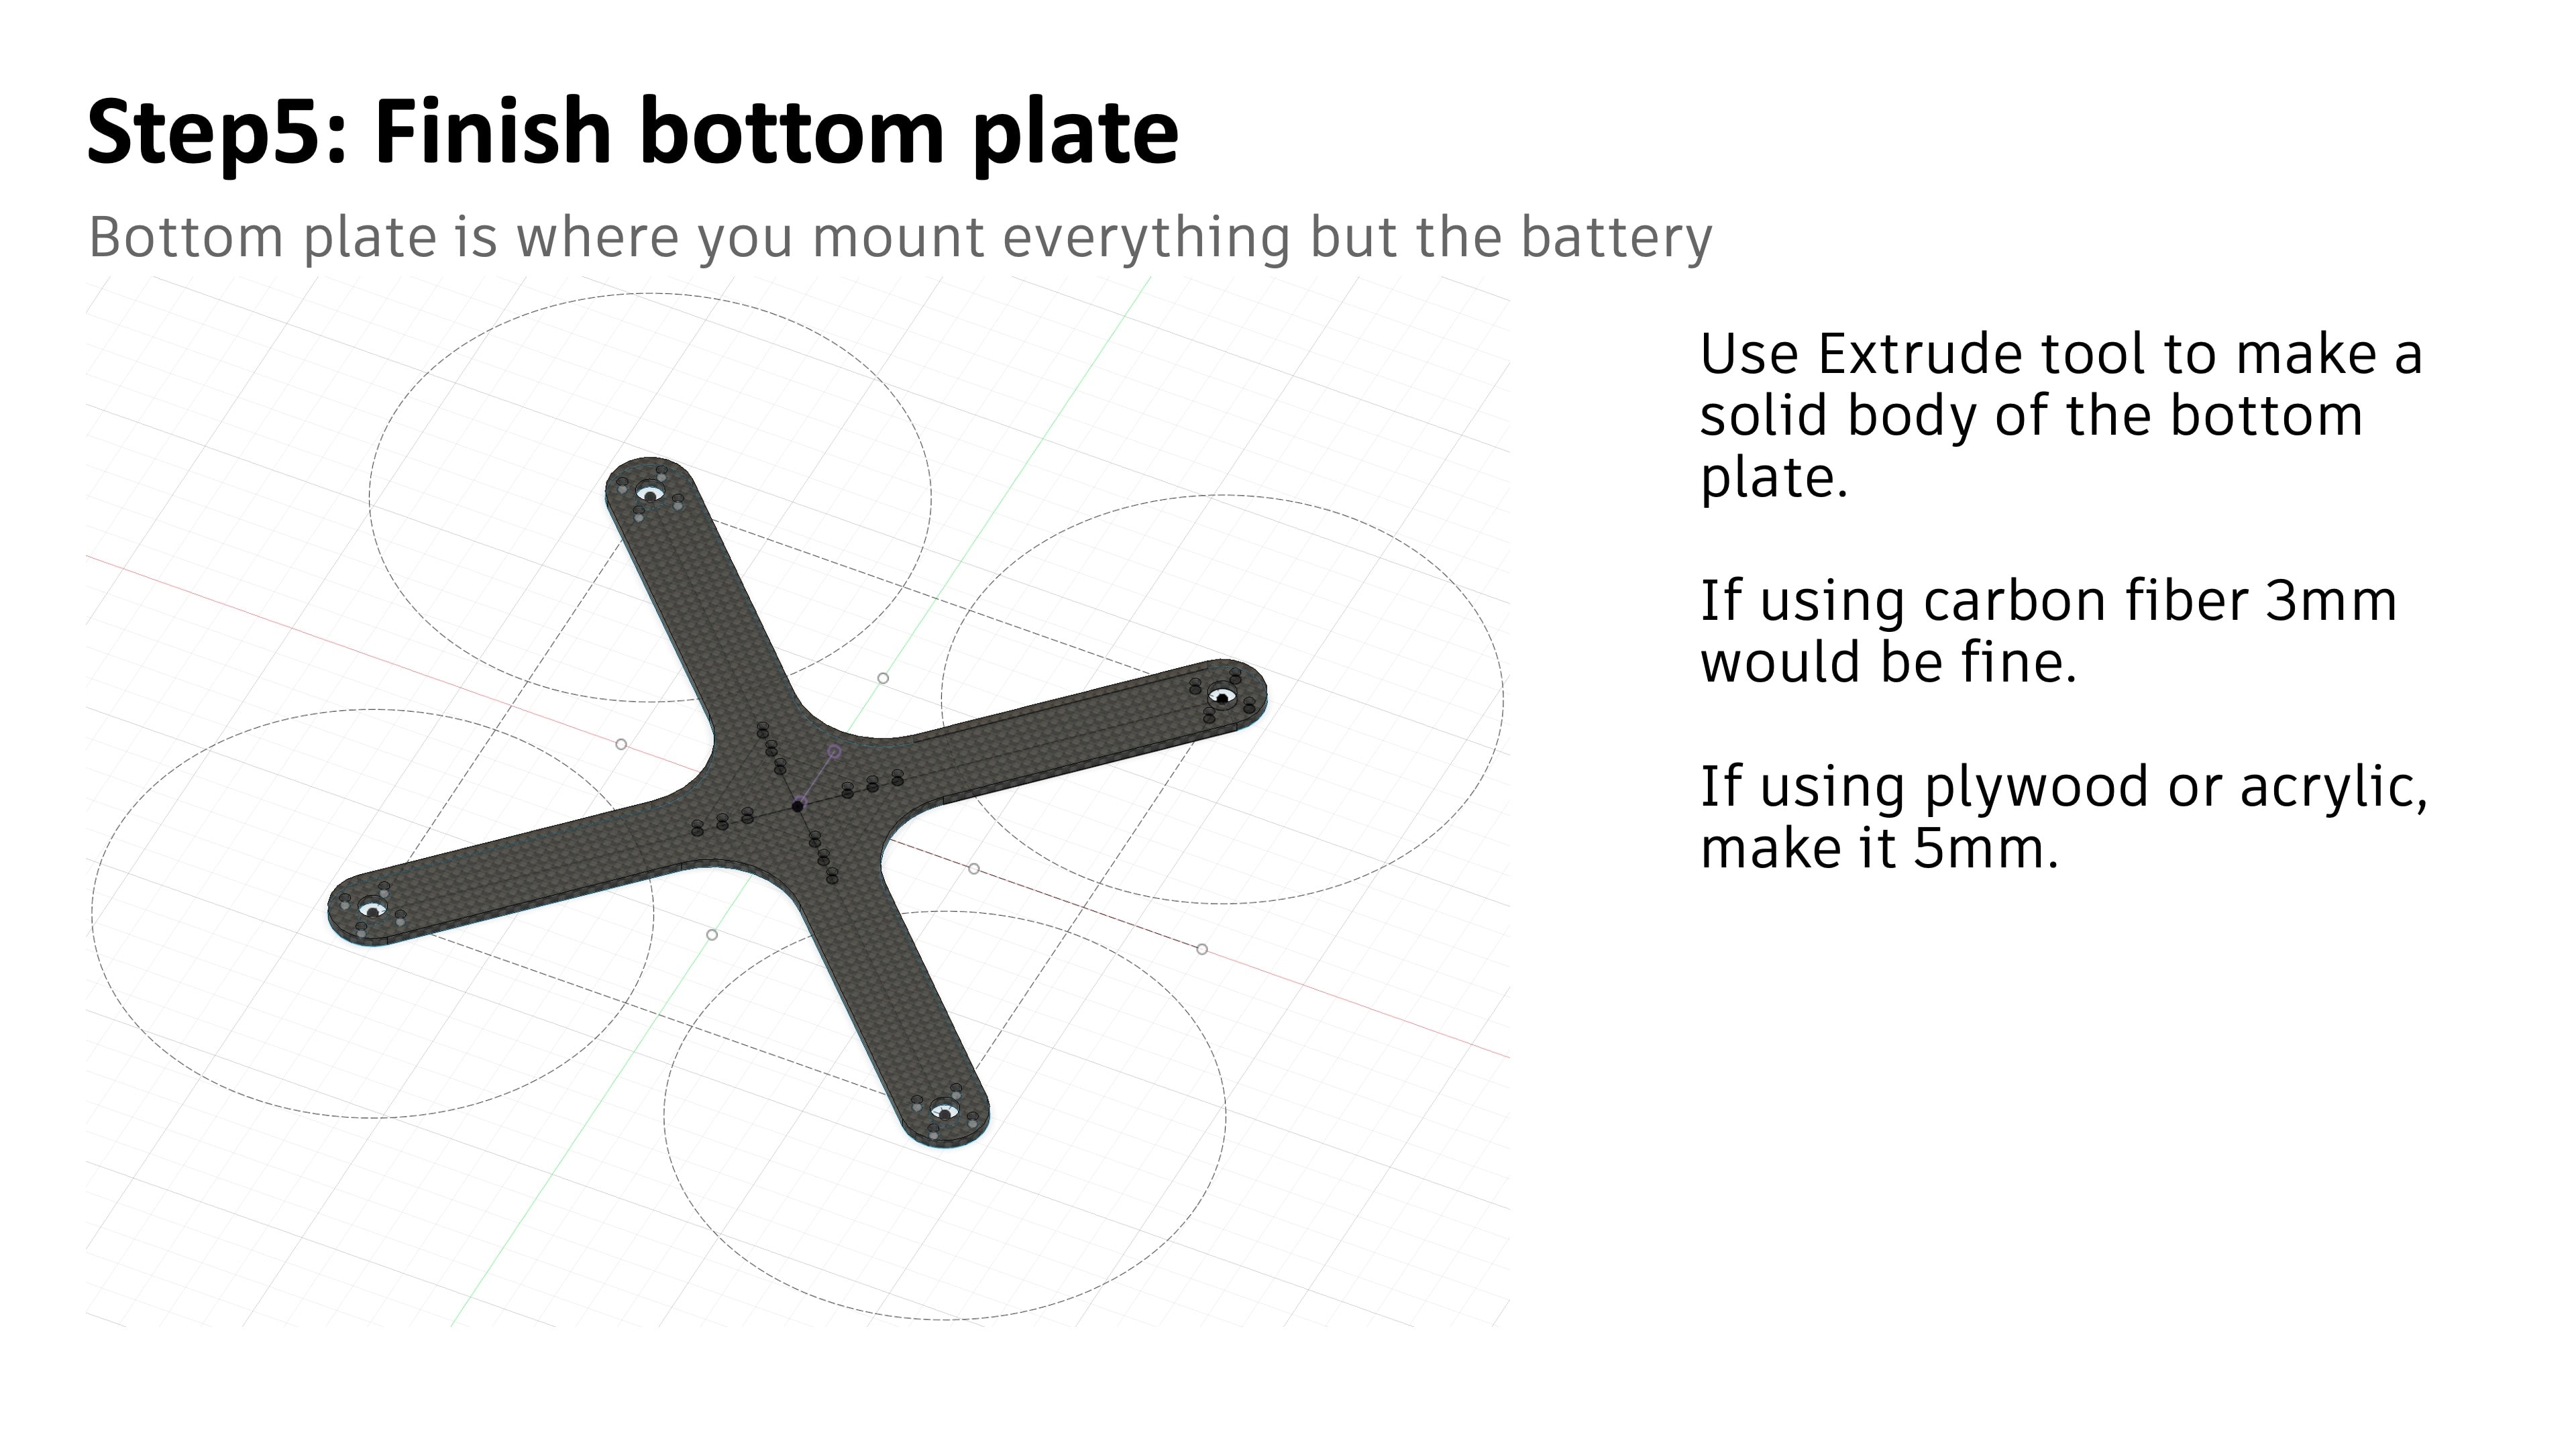 Step5: Finish bottom plate
Bottom plate is where you mount everything but the battery
Use Extrude tool to make a
solid body of the bottom
plate.
If using carbon fiber 3mm
would be fine.
If using plywood or acrylic,
make it 5mm.